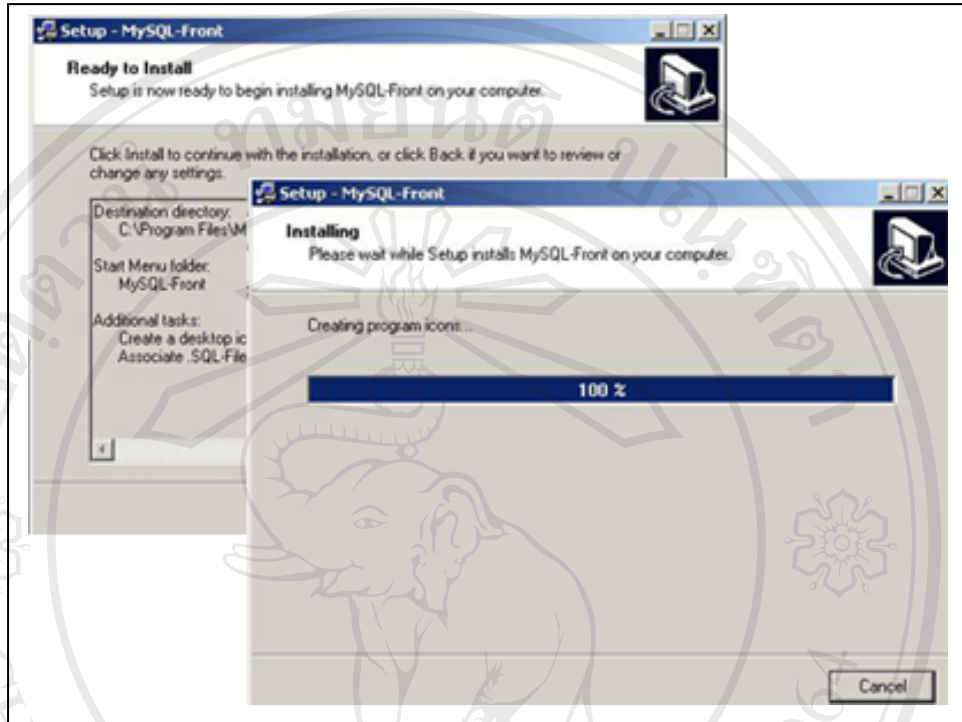 Setup - MySQL-Front
Ready to Install
Setup is now ready to begin installing MySQL-Front on your computer.
Click Install to continue with the installation, or click Back if you want to review or
change any settings.
Destination directory:
C:\Program Files\M
Start Menu folder:
MySQL-Front
Additional tasks:
Create a desktop ic
Associate .SQL-File
Setup - MySQL-Front
Installing
Please wait while Setup installs MySQL-Front on your computer.
Creating program icons...
100 %
Cancel